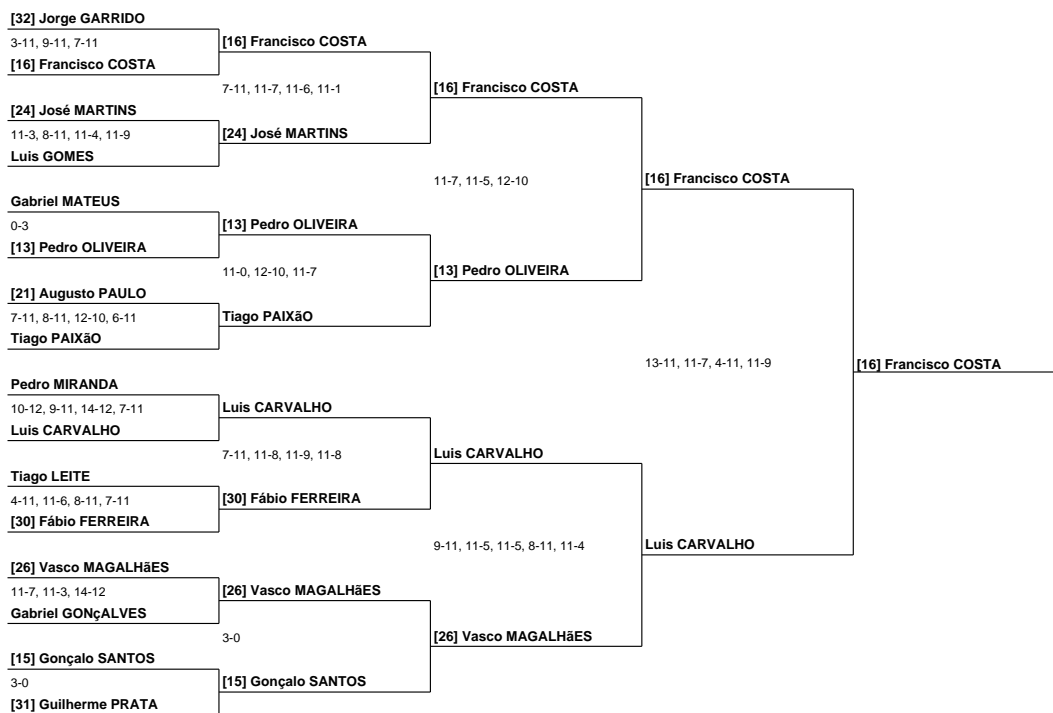 [32] Jorge GARRIDO
3-11, 9-11, 7-11
[16] Francisco COSTA
[16] Francisco COSTA
7-11, 11-7, 11-6, 11-1
[16] Francisco COSTA
[24] José MARTINS
11-3, 8-11, 11-4, 11-9
[24] José MARTINS
Luis GOMES
11-7, 11-5, 12-10
[16] Francisco COSTA
Gabriel MATEUS
0-3
[13] Pedro OLIVEIRA
[13] Pedro OLIVEIRA
11-0, 12-10, 11-7
[13] Pedro OLIVEIRA
[21] Augusto PAULO
7-11, 8-11, 12-10, 6-11
Tiago PAIXãO
Tiago PAIXãO
13-11, 11-7, 4-11, 11-9
[16] Francisco COSTA
Pedro MIRANDA
10-12, 9-11, 14-12, 7-11
Luis CARVALHO
Luis CARVALHO
7-11, 11-8, 11-9, 11-8
Luis CARVALHO
Tiago LEITE
4-11, 11-6, 8-11, 7-11
[30] Fábio FERREIRA
[30] Fábio FERREIRA
9-11, 11-5, 11-5, 8-11, 11-4
Luis CARVALHO
[26] Vasco MAGALHãES
11-7, 11-3, 14-12
[26] Vasco MAGALHãES
Gabriel GONçALVES
3-0
[26] Vasco MAGALHãES
[15] Gonçalo SANTOS
3-0
[15] Gonçalo SANTOS
[31] Guilherme PRATA